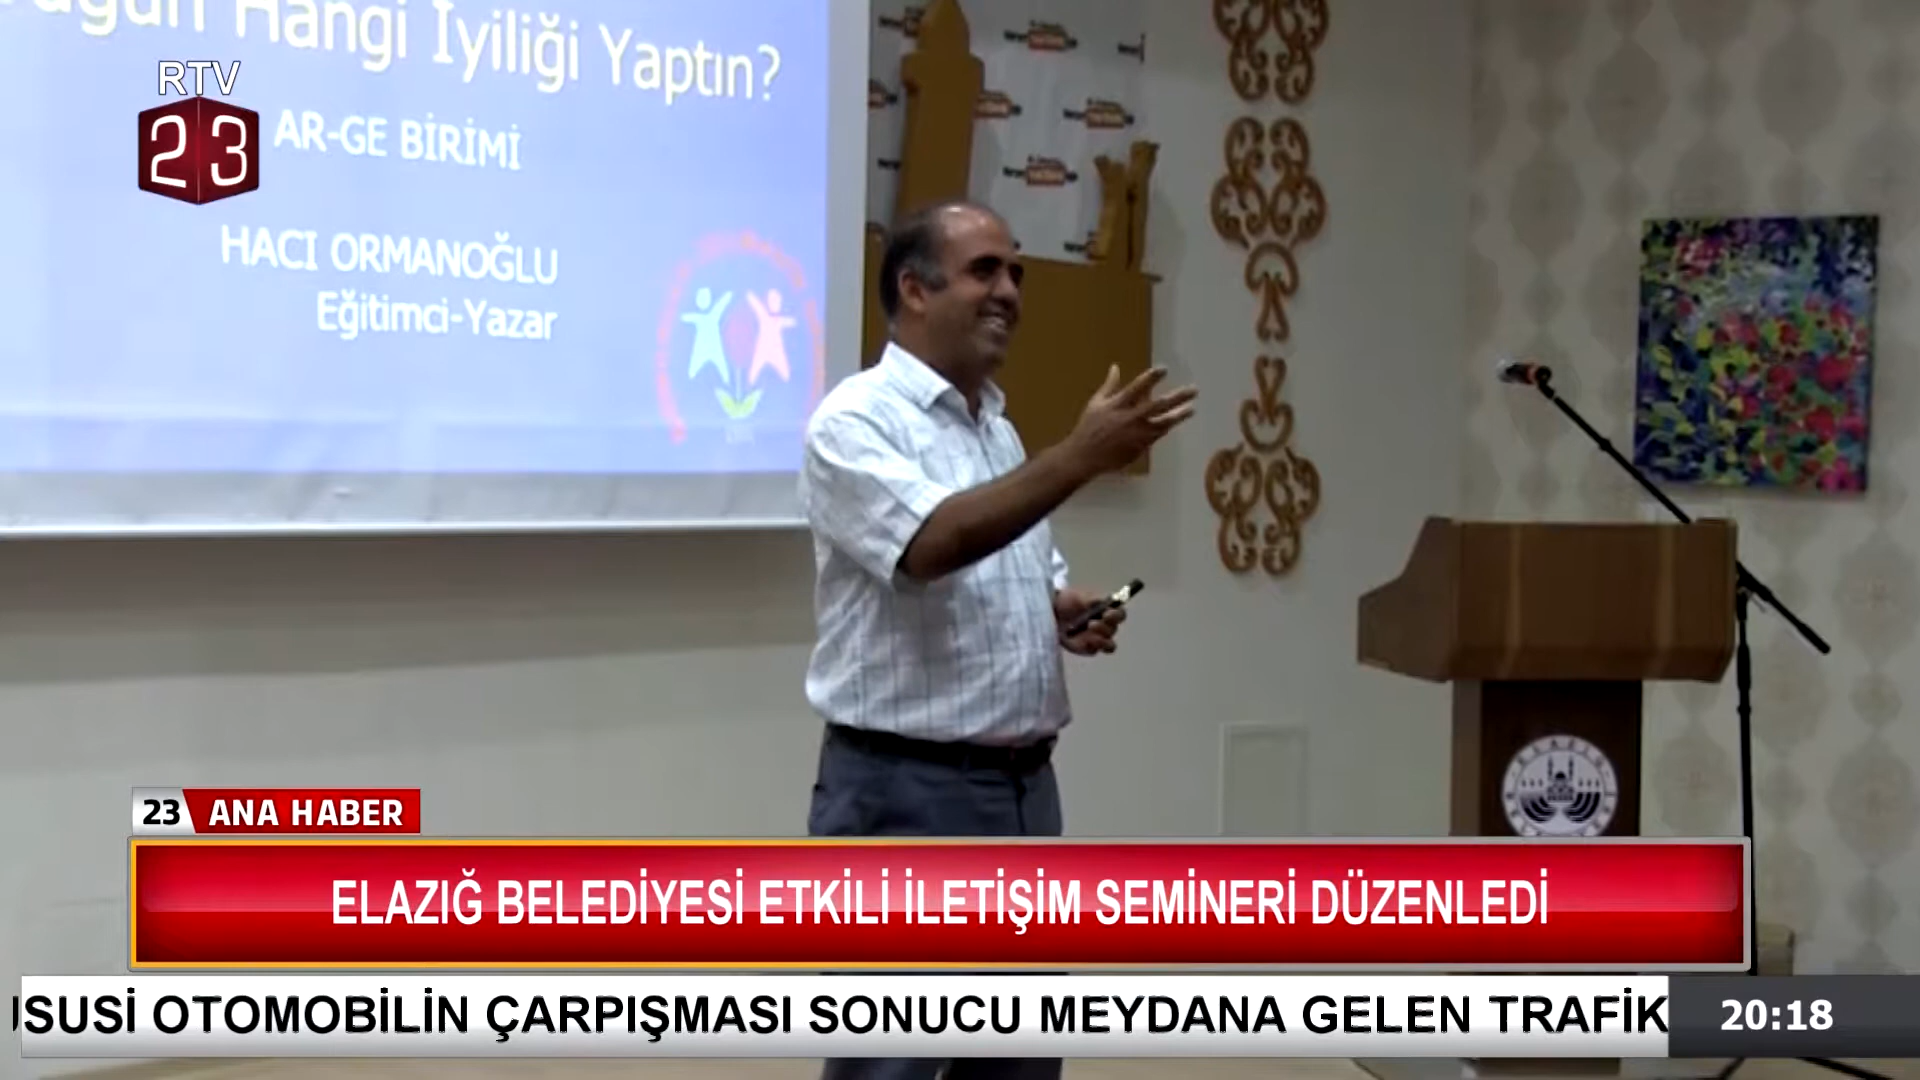 Hangi İyiliği Yaptın?
RTV
23
AR-GE BİRİMİ
HACI ORMANOĞLU
Eğitimci-Yazar
23 ANA HABER
ELAZIĞ BELEDİYESİ ETKİLİ İLETİŞİM SEMİNERİ DÜZENLEDİ
OTOMOBİLİN ÇARPIŞMASI SONUCU MEYDANA GELEN TRAFİK
20:18